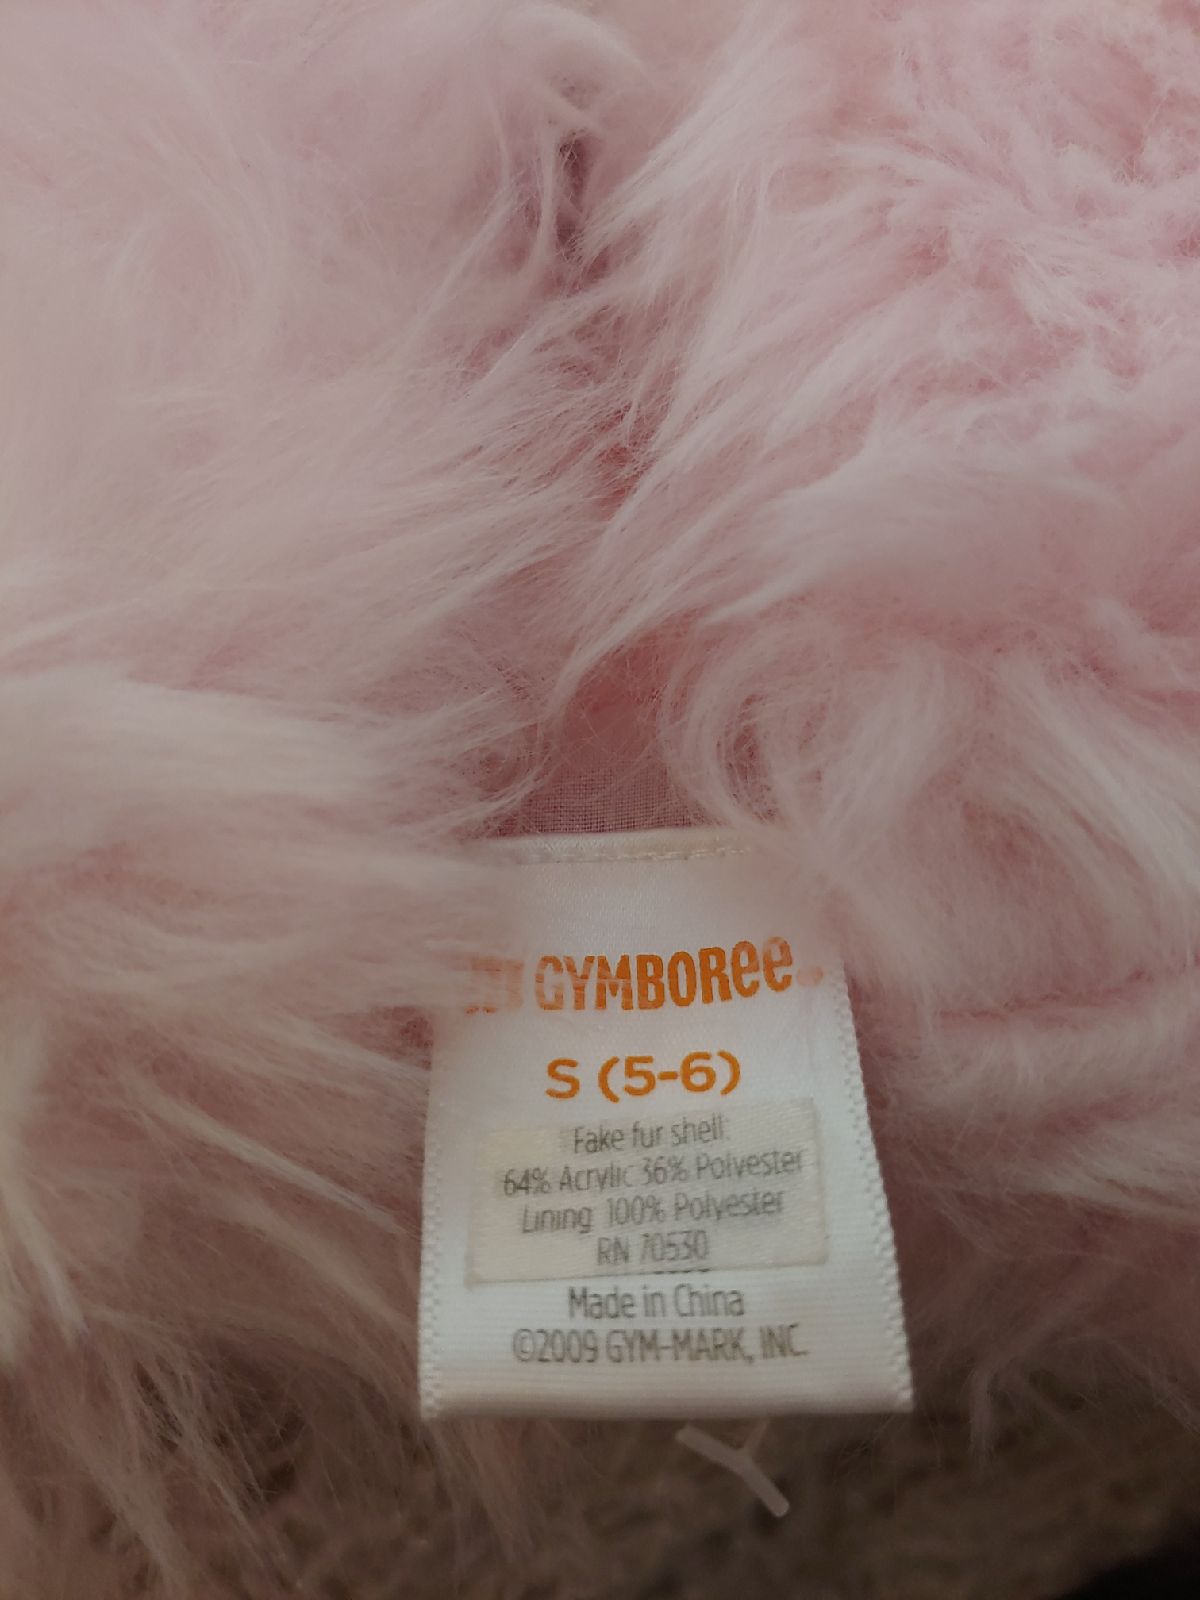 GYMBOREE
S (5-6)
Fake fur shell:
64% Acrylic 36% Polyester
Lining 100% Polyester
RN 70530
Made in China
©2009 GYM-MARK, INC.